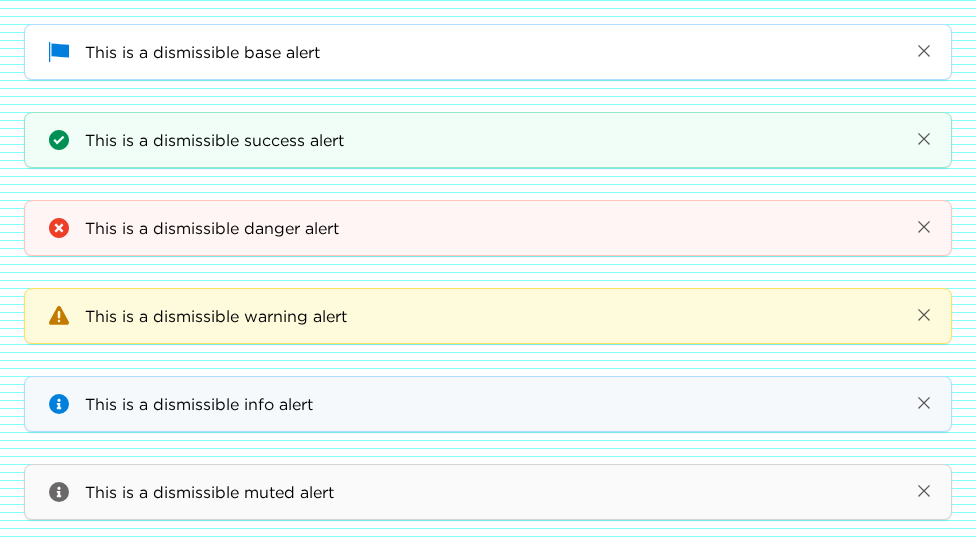 This is a dismissible base alert
This is a dismissible success alert
This is a dismissible danger alert
This is a dismissible warning alert
This is a dismissible info alert
This is a dismissible muted alert